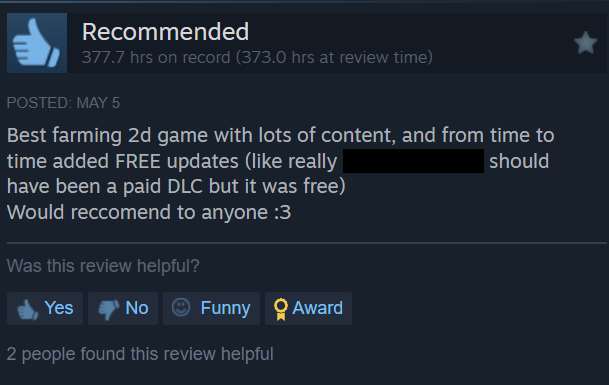 Recommended
377.7 hrs on record (373.0 hrs at review time)
POSTED: MAY 5
Best farming 2d game with lots of content, and from time to
time added FREE updates (like really should
have been a paid DLC but it was free)
Would reccomend to anyone :3
Was this review helpful?
Yes No Funny Award
2 people found this review helpful